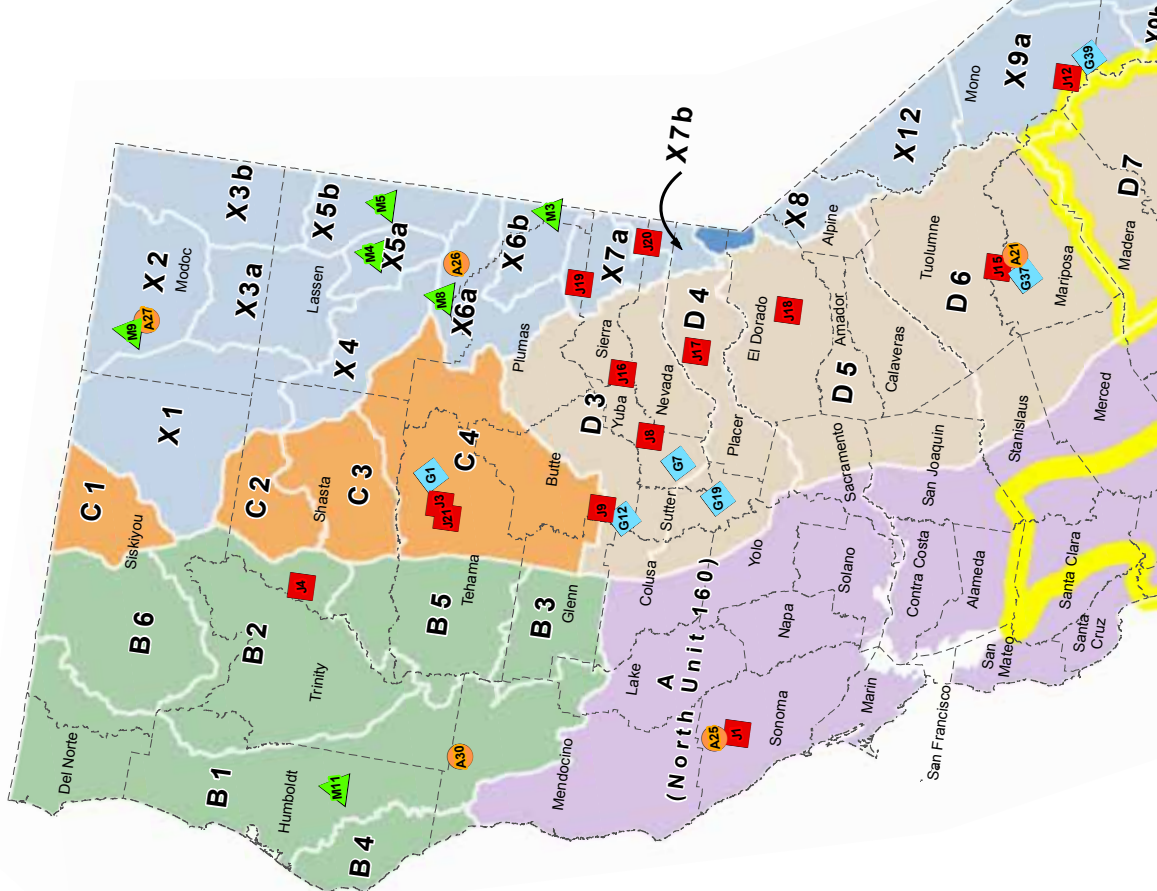 C1
Siskiyou
X1
X2
Modoc
M9
A27
X3b
X3a
X5b
M5
M4
X5a
Lassen
X4
A26
X6b
M3
M8
X6a
Plumas
C2
Shasta
C3
C4
G1
J3
J21
Butte
J9
G12
B6
B2
J4
Trinity
B5
Tehama
B3
Glenn
Del Norte
B1
Humboldt
M11
B4
A30
Mendocino
X7b
X7a
J19
J20
Sierra
J16
D3
Yuba
Nevada
J17
D4
J8
G7
G19
Sutter
Placer
El Dorado
J18
X8
Alpine
Amador
D5
Calaveras
Sacramento
Colusa
Yolo
Lake
A
(North Unit 160)
Napa
Solano
Sonoma
A25
J1
Marin
San Francisco
Contra Costa
Alameda
San
Mateo
Santa Clara
Santa
Cruz
San Joaquin
Stanislaus
Merced
X12
Mono
X9a
J12
G39
X9b
Tuolumne
D6
J15
A21
G37
Mariposa
Madera
D7